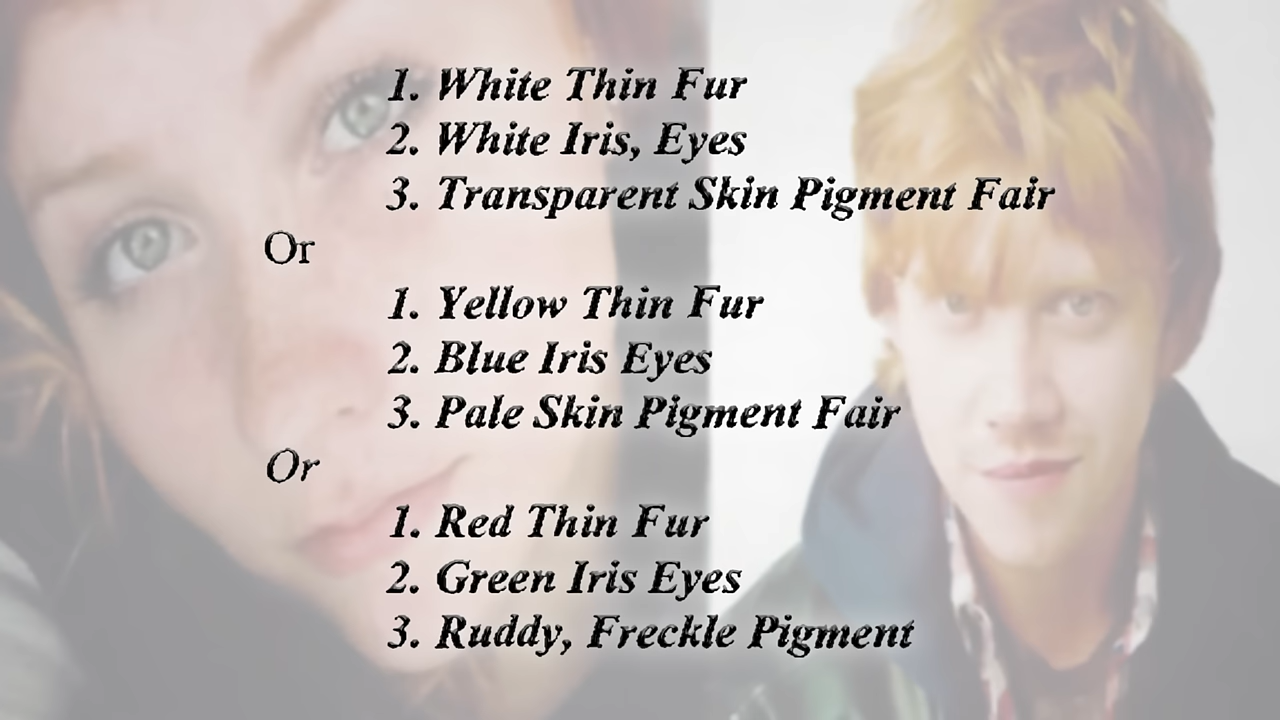 1. White Thin Fur
2. White Iris, Eyes
3. Transparent Skin Pigment Fair
Or
1. Yellow Thin Fur
2. Blue Iris Eyes
3. Pale Skin Pigment Fair
Or
1. Red Thin Fur
2. Green Iris Eyes
3. Ruddy, Freckle Pigment